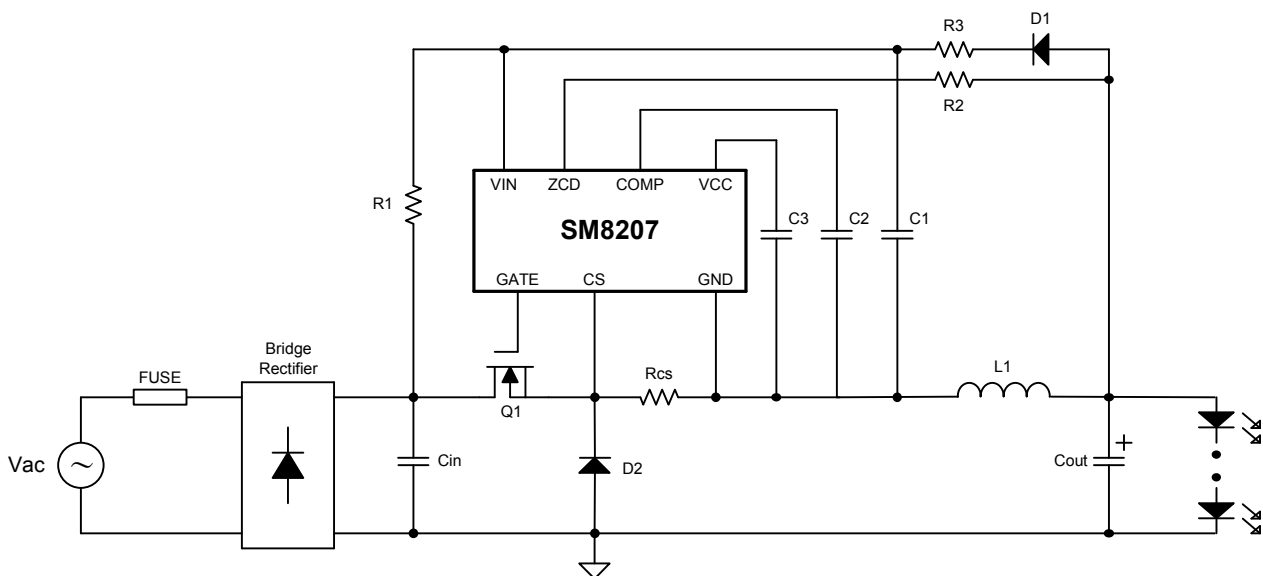 R3
D1
R2
VIN
ZCD
COMP
VCC
R1
SM8207
C3
C2
C1
GATE
CS
GND
Bridge
Rectifier
FUSE
Rcs
L1
Q1
Vac
Cin
D2
Cout
+